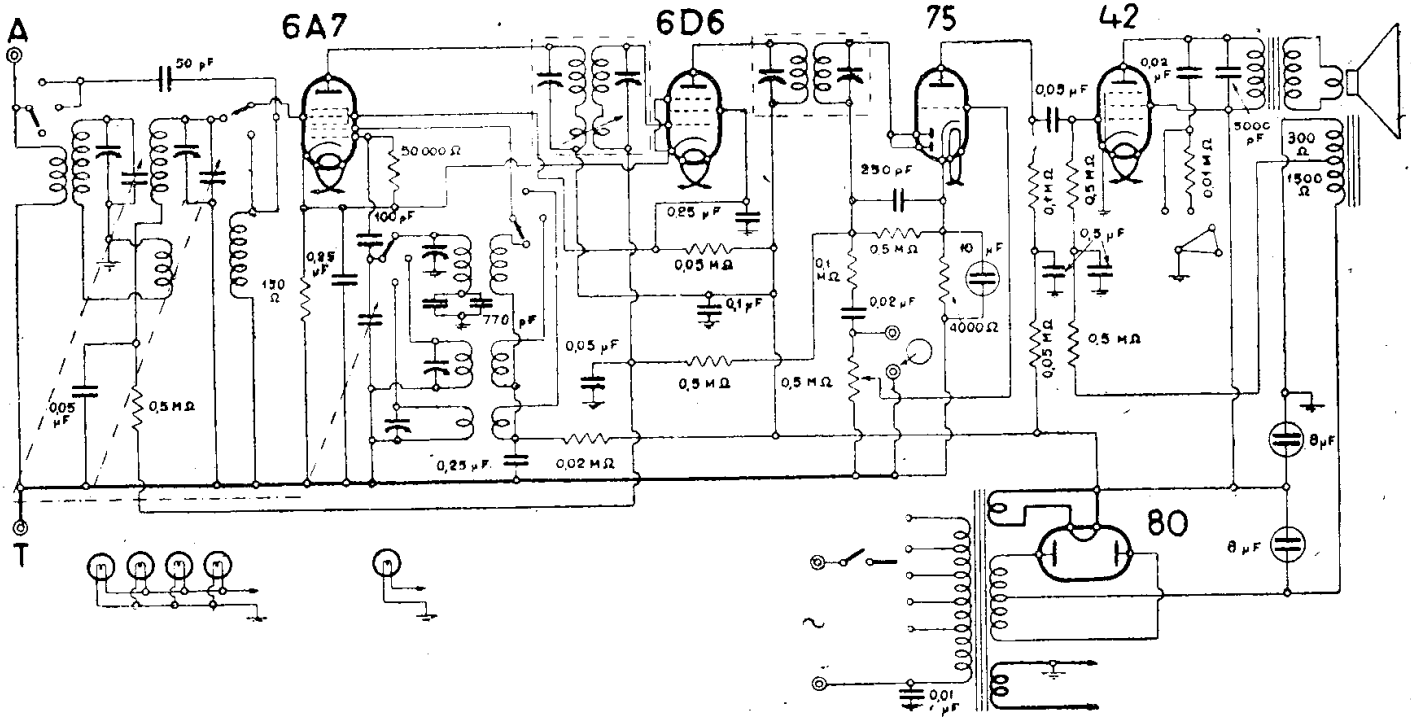 A
6A7
6D6
75
42
50 pF
0,05 µF
0,02 µF
5000 pF
300 Ω
1500 Ω
50 000 Ω
250 pF
0,1 MΩ
0,5 MΩ
0,01 MΩ
100 pF
0,25 µF
0,5 MΩ
10 µF
0,5 µF
0,25 µF
150 Ω
0,05 MΩ
0,1 MΩ
770 pF
0,1 µF
0,02 µF
4000 Ω
0,05 µF
0,05 MΩ
0,5 MΩ
0,05 µF
0,5 MΩ
0,5 MΩ
0,5 MΩ
0,25 µF
0,02 MΩ
8 µF
T
80
8 µF
∼
0,01 µF